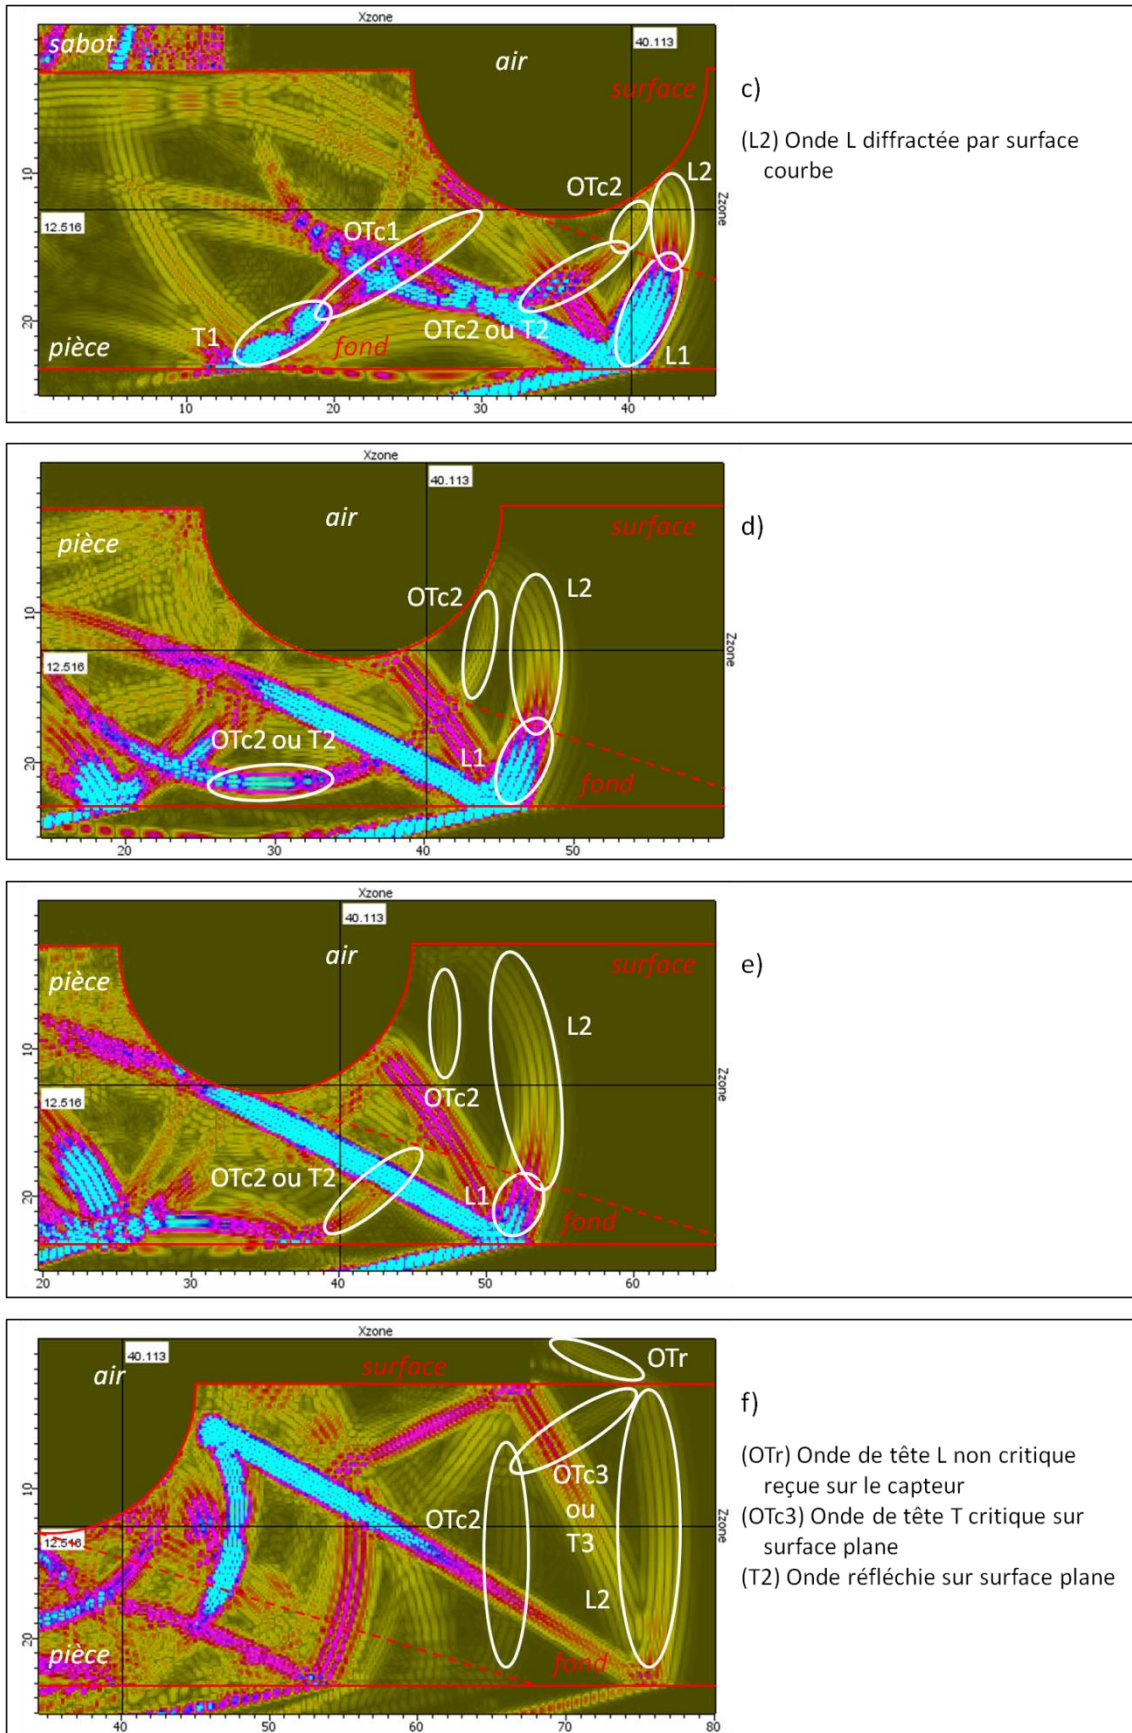 Xzone
sabot
40.113
air
surface
c)
(L2) Onde L diffractée par surface
courbe
10
L2
OTc2
Zzone
12.516
OTc1
20
T1
OTc2 ou T2
pièce
fond
L1
10
20
30
40
Xzone
40.113
air
surface
d)
pièce
10
OTc2
L2
Zzone
12.516
OTc2 ou T2
L1
20
fond
20
30
40
50
Xzone
40.113
air
surface
e)
pièce
L2
10
OTc2
Zzone
12.516
OTc2 ou T2
L1
20
fond
20
30
40
50
60
Xzone
40.113
air
surface
OTr
f)
(OTr) Onde de tête L non critique
reçue sur le capteur
(OTc3) Onde de tête T critique sur
surface plane
(T2) Onde réfléchie sur surface plane
10
OTc3
ou
T3
OTc2
Zzone
12.516
L2
20
pièce
fond
40
50
60
70
80